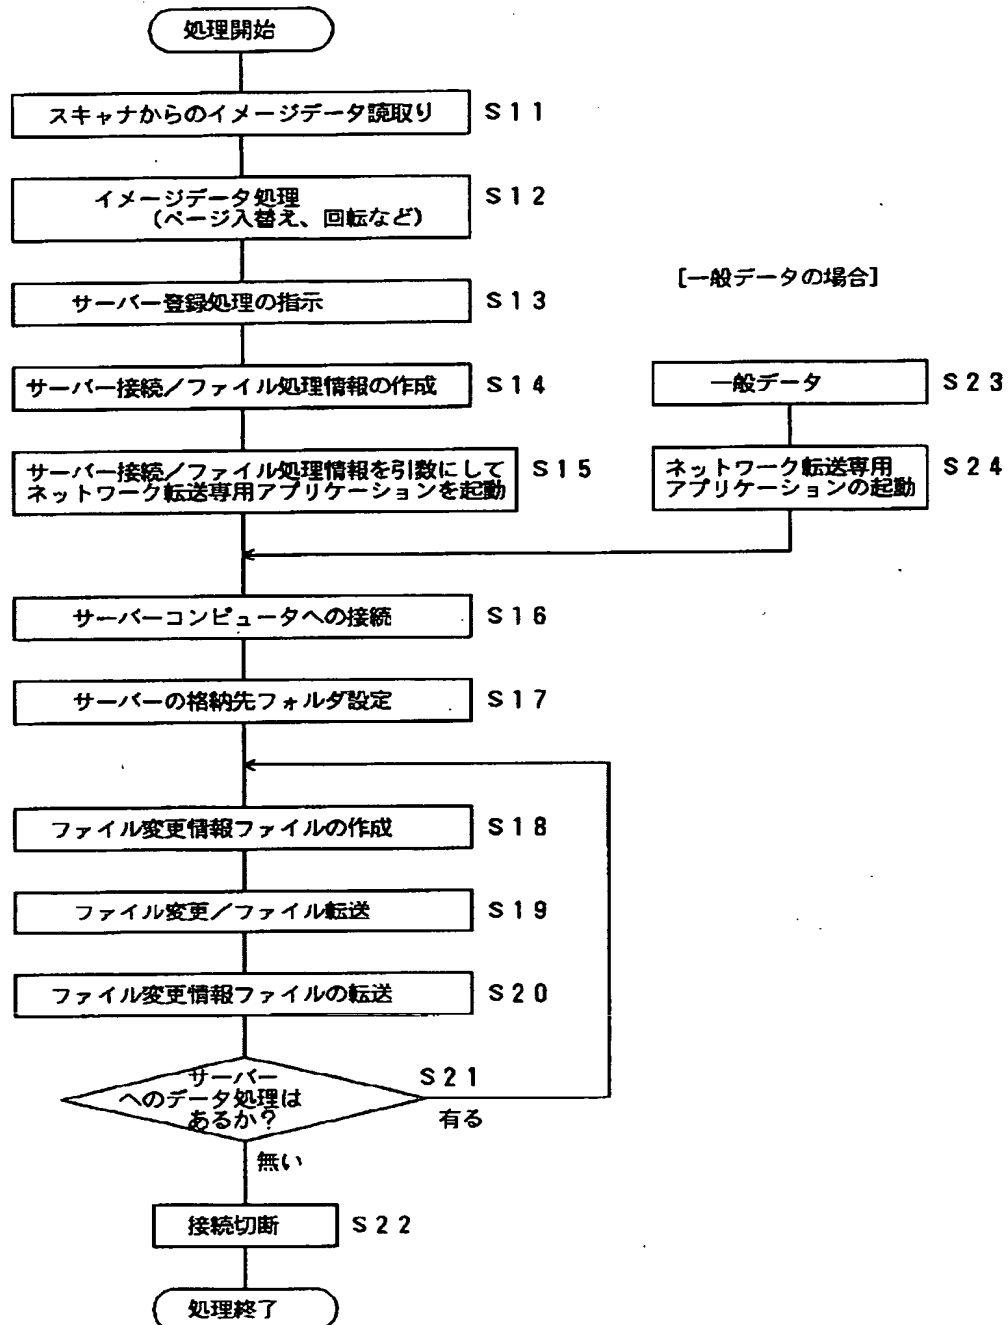 処理開始
スキャナからのイメージデータ読取り
S11
イメージデータ処理
(ページ入替え、回転など)
S12
サーバー登録処理の指示
S13
[一般データの場合]
サーバー接続／ファイル処理情報の作成
S14
一般データ
S23
サーバー接続／ファイル処理情報を引数にして
ネットワーク転送専用アプリケーションを起動
S15
ネットワーク転送専用
アプリケーションの起動
S24
サーバーコンピュータへの接続
S16
サーバーの格納先フォルダ設定
S17
ファイル変更情報ファイルの作成
S18
ファイル変更／ファイル転送
S19
ファイル変更情報ファイルの転送
S20
サーバー
へのデータ処理は
あるか？
S21
有る
無い
接続切断
S22
処理終了